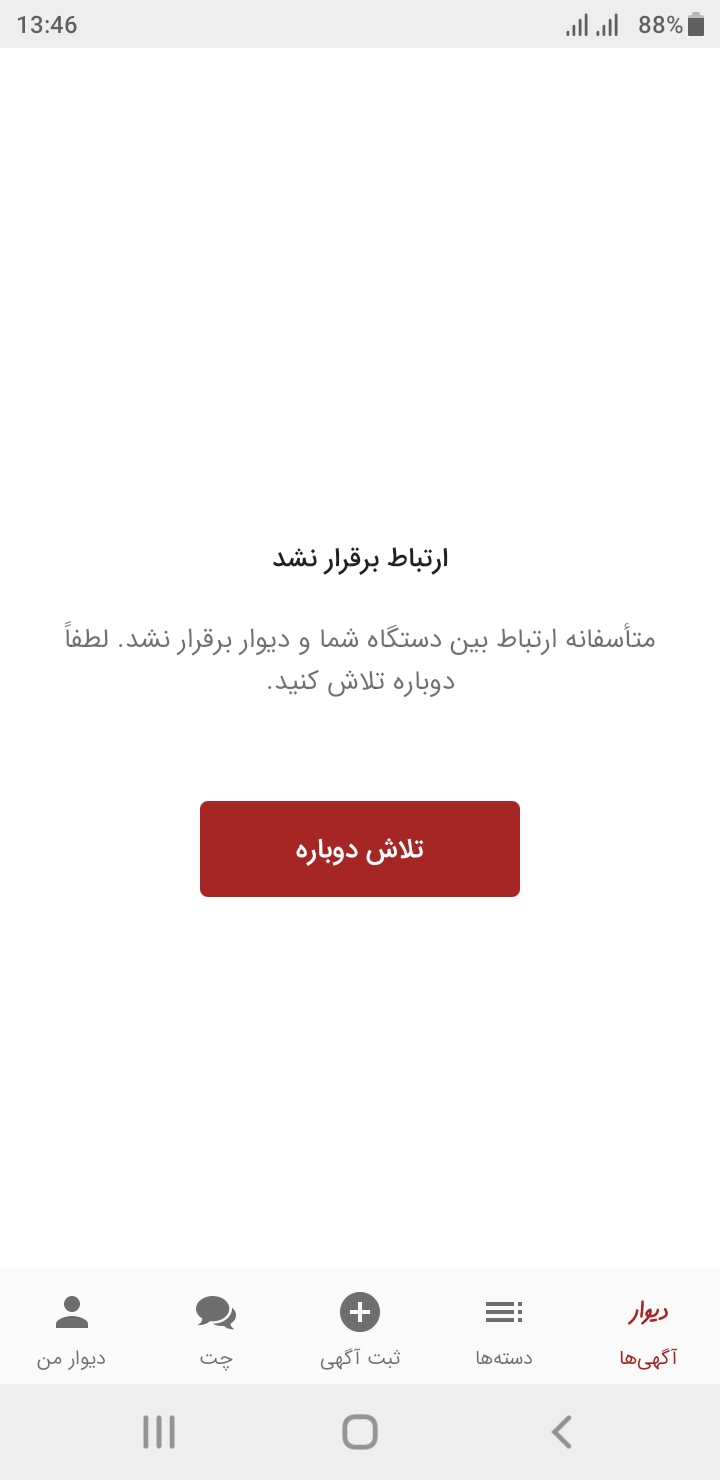 13:46
88%
ارتباط برقرار نشد
متأسفانه ارتباط بین دستگاه شما و دیوار برقرار نشد. لطفاً
دوباره تلاش کنید.
تلاش دوباره
دیوار
آگهی‌ها
دسته‌ها
ثبت آگهی
چت
دیوار من